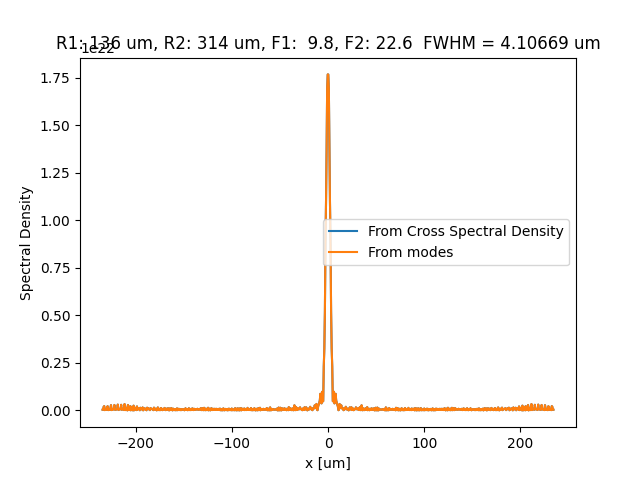 R1: 136 um, R2: 314 um, F1:  9.8, F2: 22.6  FWHM = 4.10669 um
1e22
1.75
1.50
1.25
1.00
0.75
0.50
0.25
0.00
Spectral Density
From Cross Spectral Density
From modes
−200
−100
0
100
200
x [um]